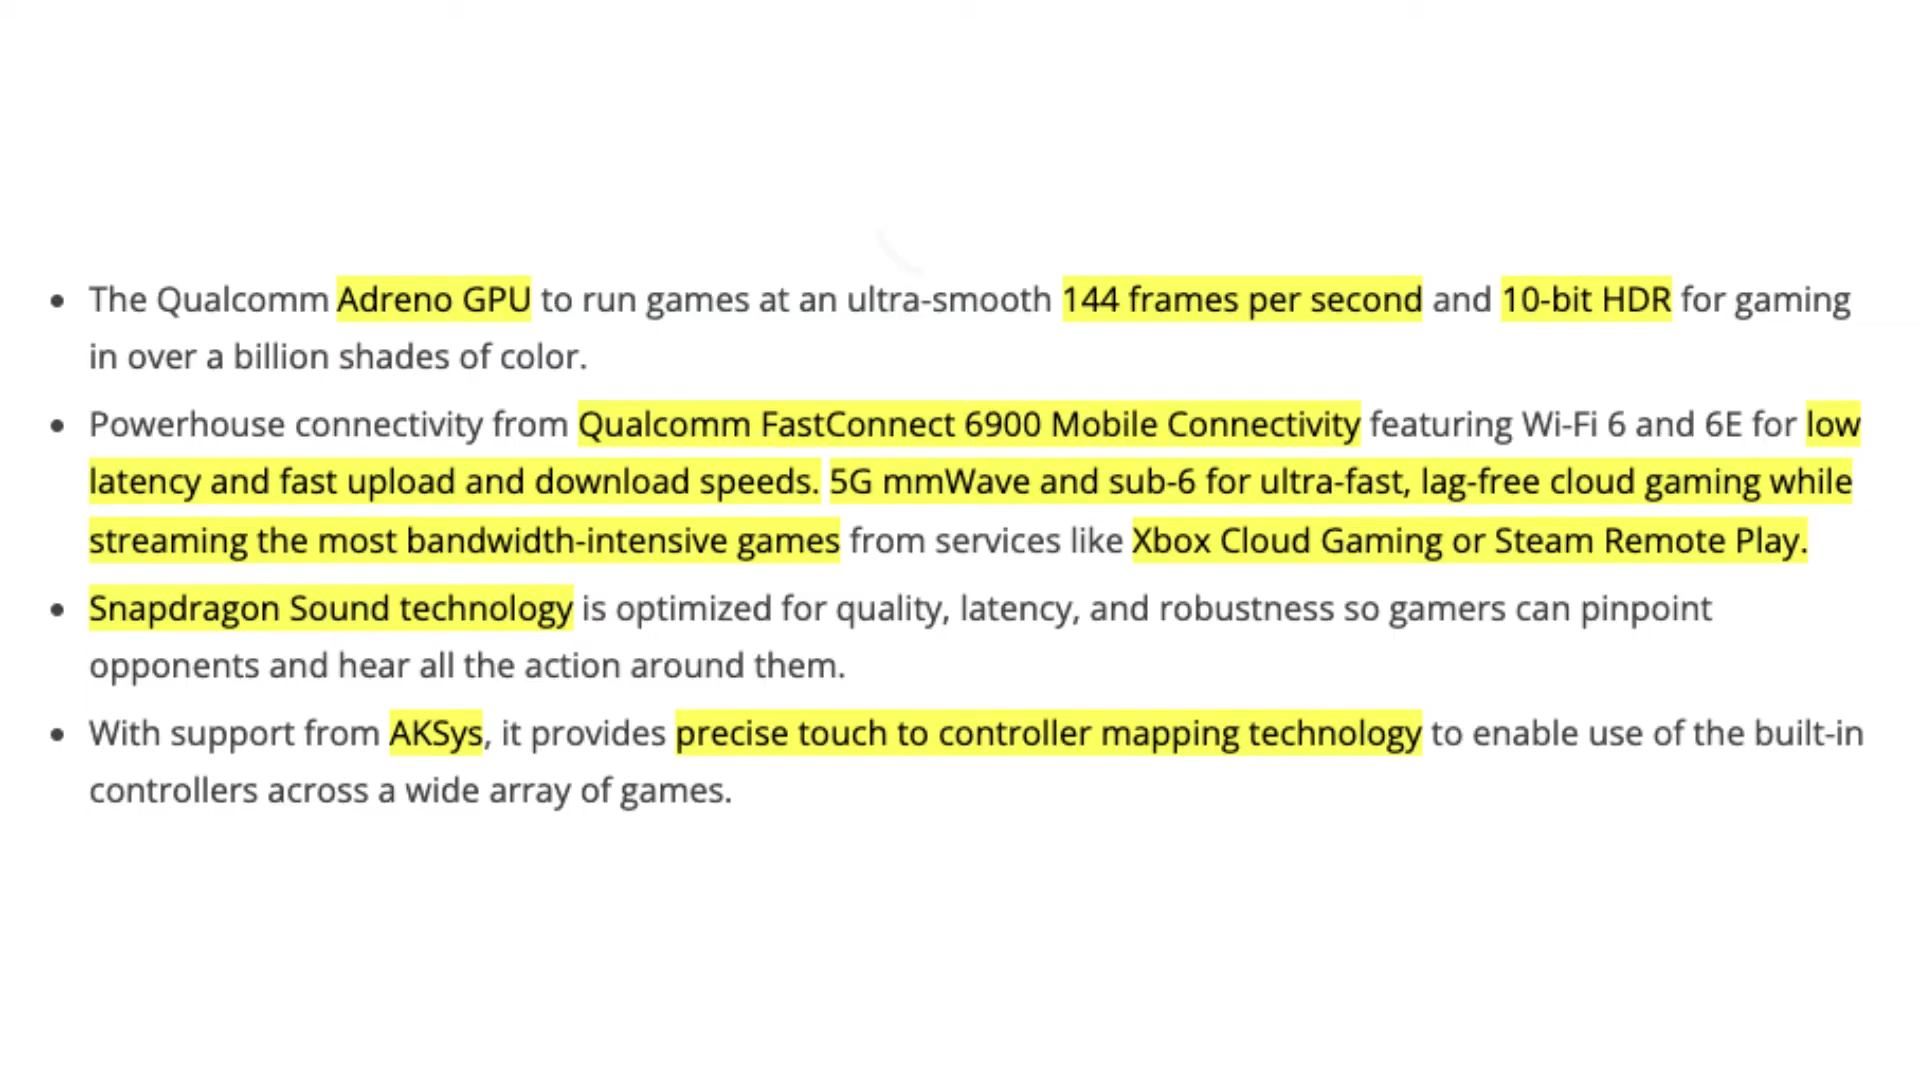 • The Qualcomm Adreno GPU to run games at an ultra-smooth 144 frames per second and 10-bit HDR for gaming
in over a billion shades of color.
• Powerhouse connectivity from Qualcomm FastConnect 6900 Mobile Connectivity featuring Wi-Fi 6 and 6E for low
latency and fast upload and download speeds. 5G mmWave and sub-6 for ultra-fast, lag-free cloud gaming while
streaming the most bandwidth-intensive games from services like Xbox Cloud Gaming or Steam Remote Play.
• Snapdragon Sound technology is optimized for quality, latency, and robustness so gamers can pinpoint
opponents and hear all the action around them.
• With support from AKSys, it provides precise touch to controller mapping technology to enable use of the built-in
controllers across a wide array of games.